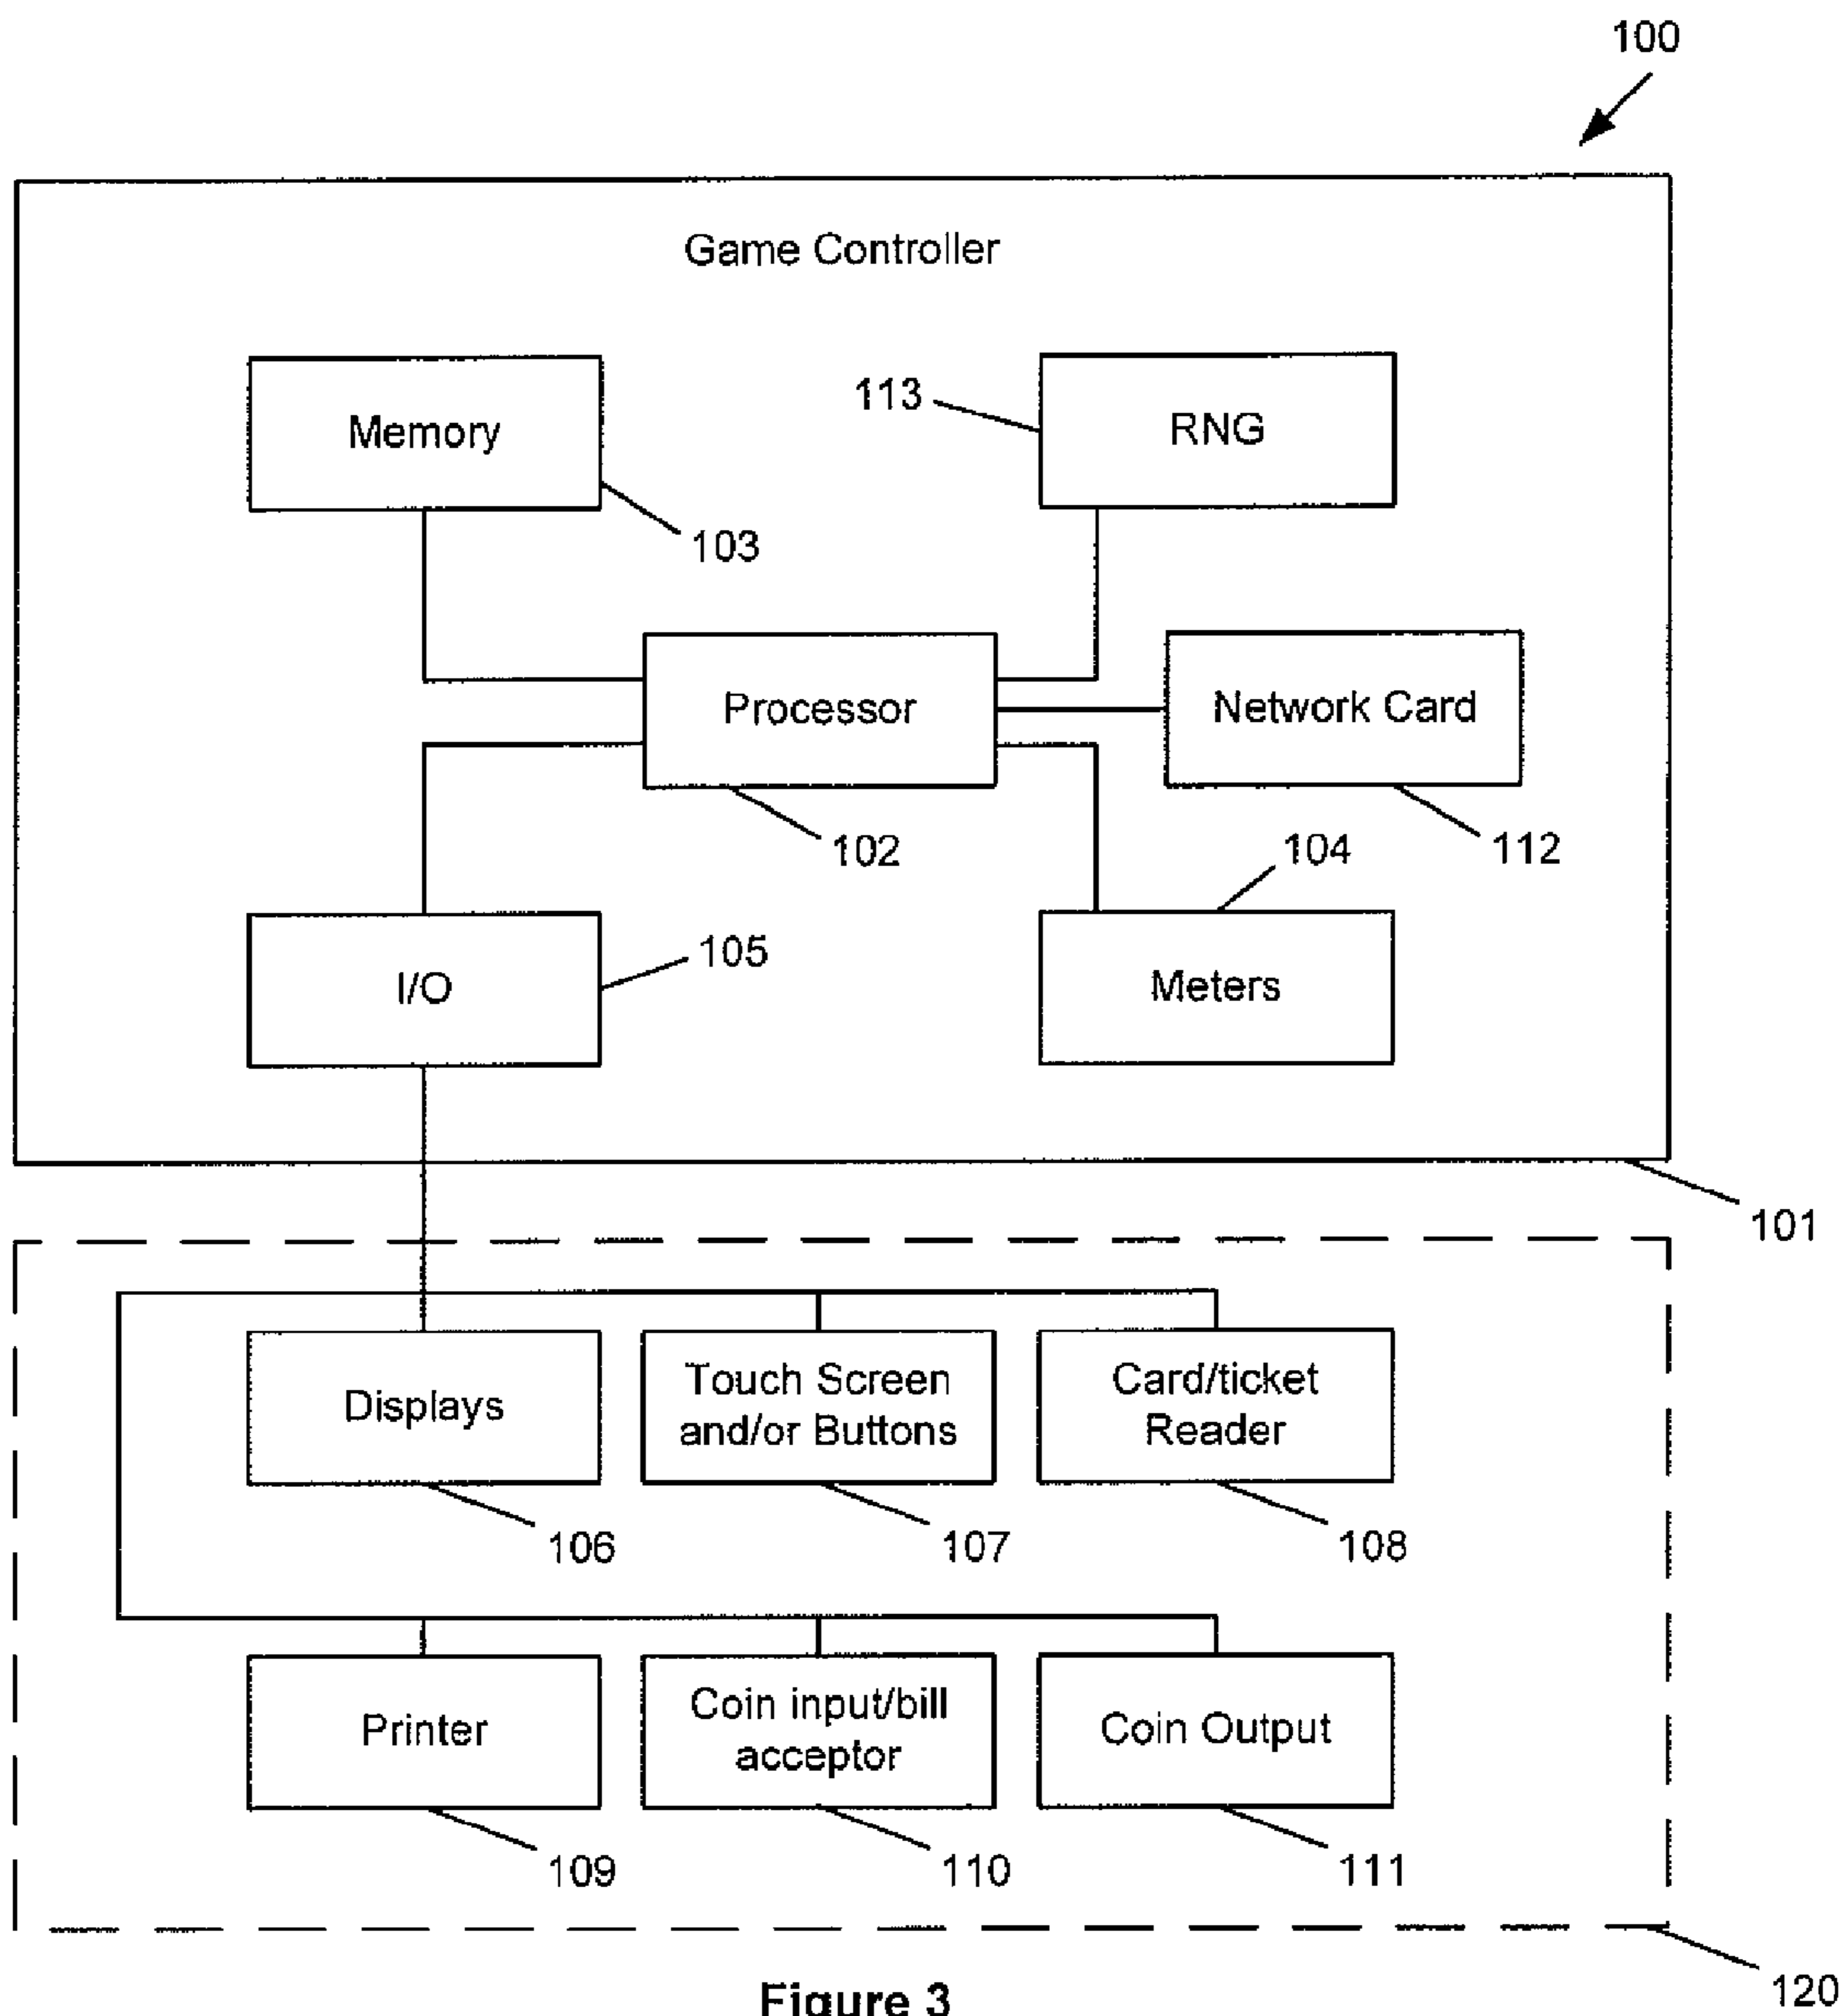 100
Game Controller
Memory
113
RNG
103
Processor
Network Card
102
104
112
I/O
105
Meters
101
Displays
Touch Screen
and/or Buttons
Card/ticket
Reader
106
107
108
Printer
Coin input/bill
acceptor
Coin Output
109
110
111
120
Figure 3